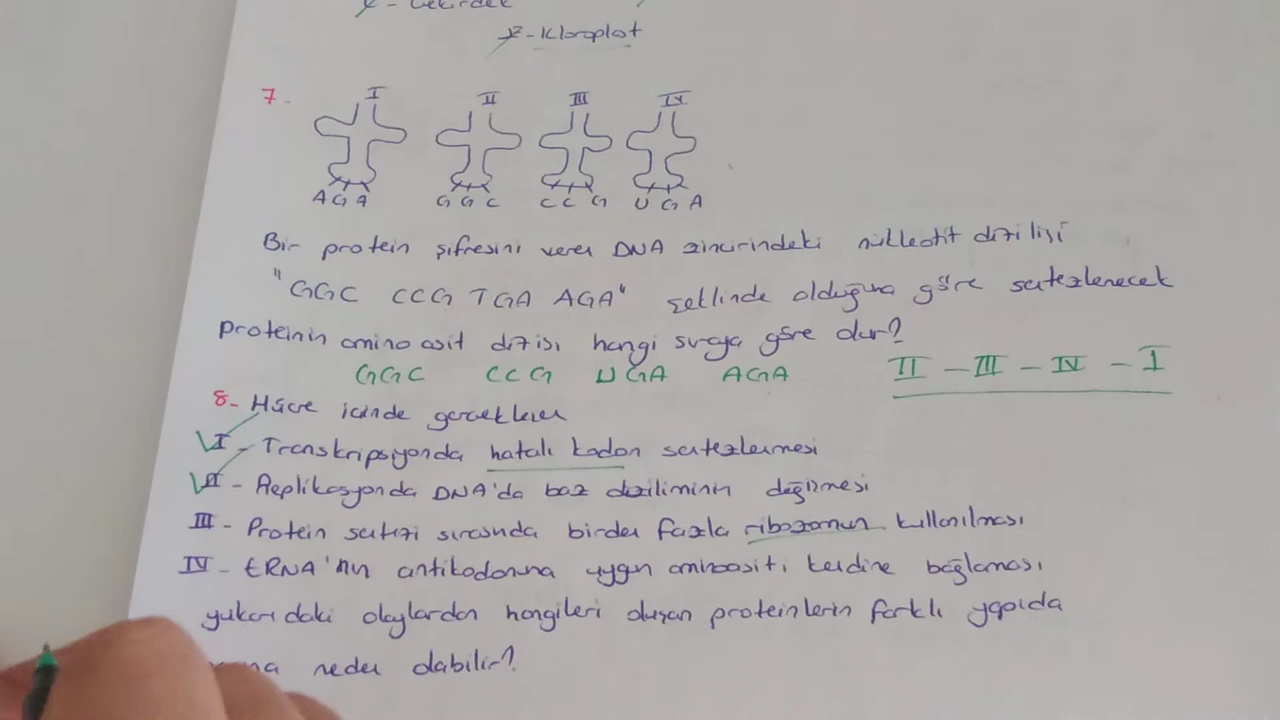 Çekirdek
Z-Kloroplast
7-
I II III IV
AGA GGC CCG UGA
Bir protein şifresini veren DNA zincirindeki nükleotit dizilişi
"GGC CCG TGA AGA" şeklinde olduğuna göre sentezlenecek
proteinin amino asit dizisi hangi sıraya göre olur?
GGC CCG UGA AGA II - III - IV - I
8- Hücre içinde gerçekleşen
I - Transkripsiyonda hatalı kodon sentezlenmesi
II - Replikasyonda DNA'da baz diziliminin değişmesi
III - Protein sentezi sırasında birden fazla ribozomun kullanılması
IV - tRNA'nın antikodonuna uygun aminoasiti kendine bağlaması
yukarıdaki olaylardan hangileri oluşan proteinlerin farklı yapıda
neden olabilir?